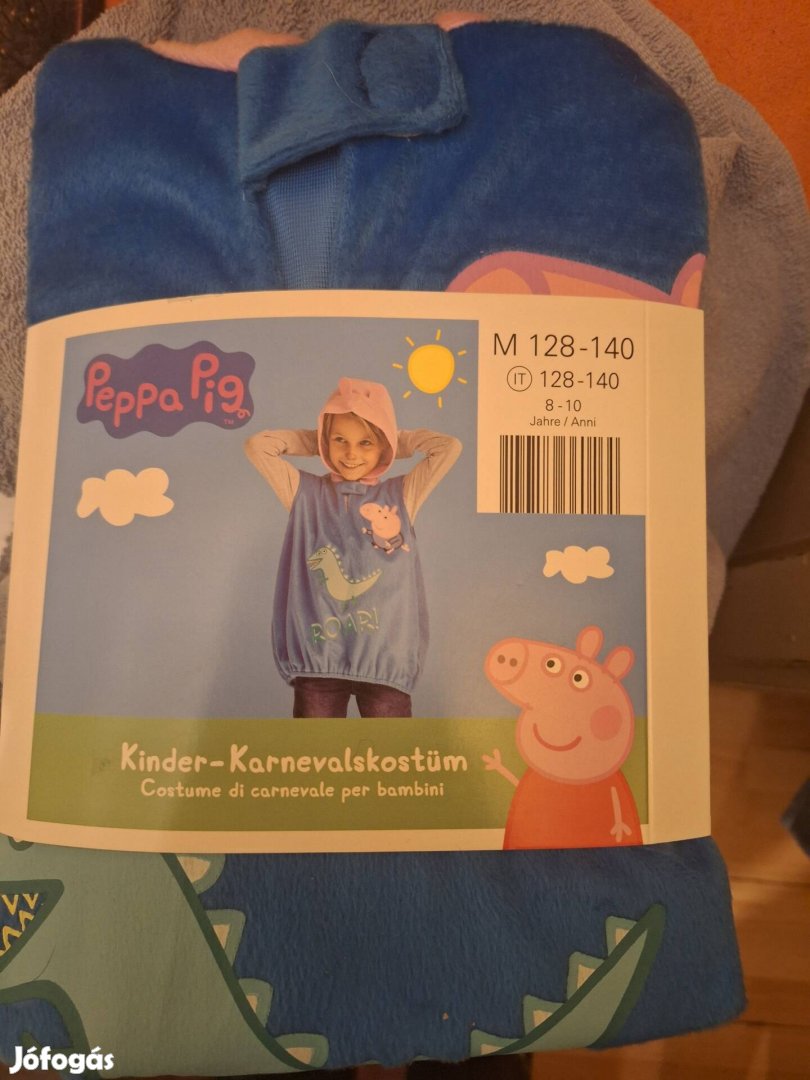 Peppa Pig
TM
M 128-140
IT 128-140
8-10
Jahre / Anni
ROAR!
Kinder-Karnevalskostüm
Costume di carnevale per bambini
Jófogás